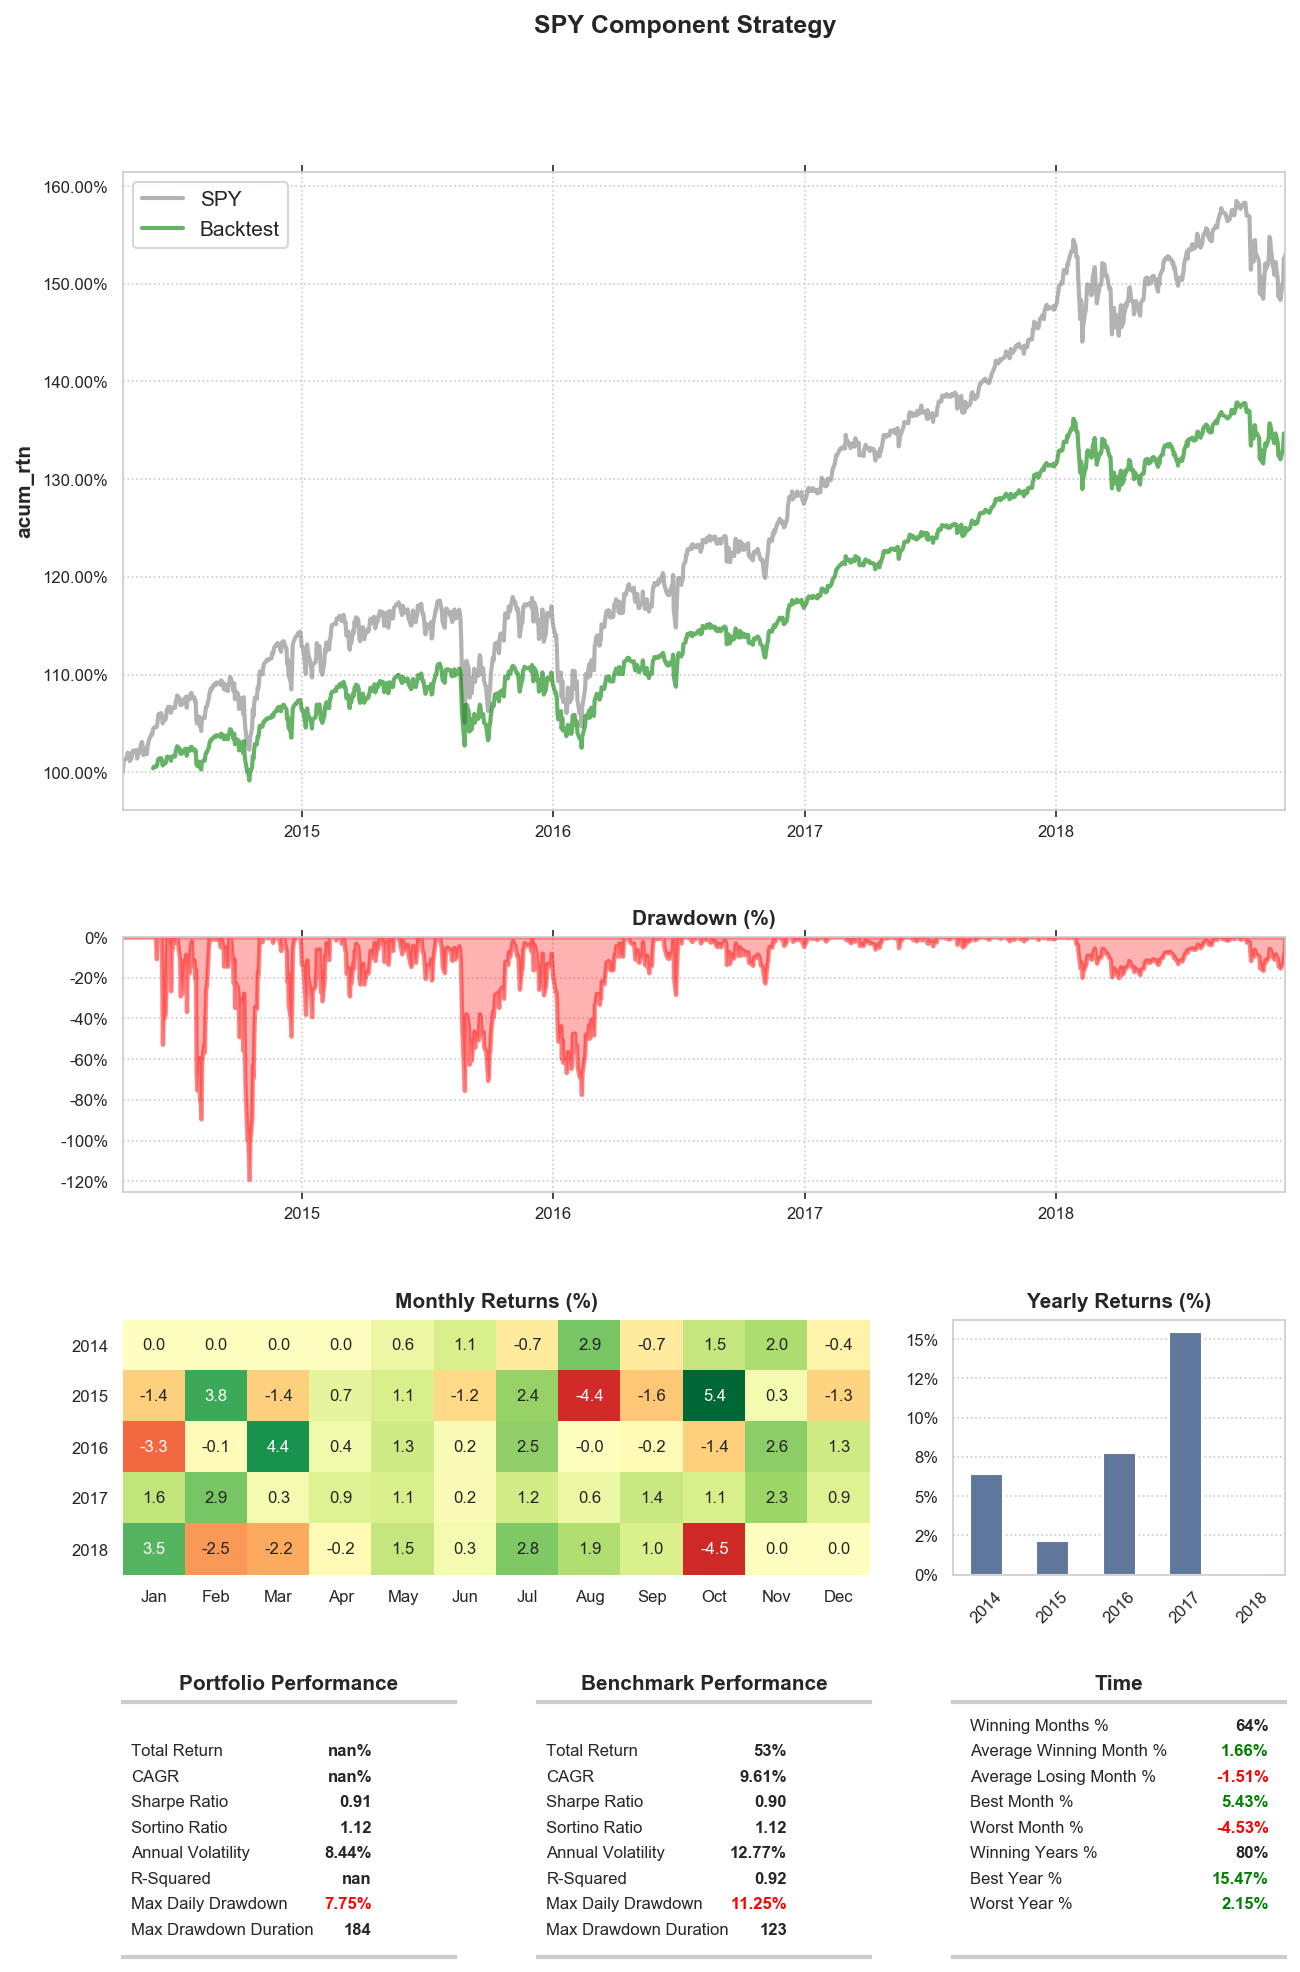 SPY Component Strategy
SPY
Backtest
160.00%
150.00%
140.00%
130.00%
120.00%
110.00%
100.00%
acum_rtn
2015 2016 2017 2018
Drawdown (%)
0%
-20%
-40%
-60%
-80%
-100%
-120%
2015 2016 2017 2018
Monthly Returns (%)
2014 0.0 0.0 0.0 0.0 0.6 1.1 -0.7 2.9 -0.7 1.5 2.0 -0.4
2015 -1.4 3.8 -1.4 0.7 1.1 -1.2 2.4 -4.4 -1.6 5.4 0.3 -1.3
2016 -3.3 -0.1 4.4 0.4 1.3 0.2 2.5 -0.0 -0.2 -1.4 2.6 1.3
2017 1.6 2.9 0.3 0.9 1.1 0.2 1.2 0.6 1.4 1.1 2.3 0.9
2018 3.5 -2.5 -2.2 -0.2 1.5 0.3 2.8 1.9 1.0 -4.5 0.0 0.0
Jan Feb Mar Apr May Jun Jul Aug Sep Oct Nov Dec
Yearly Returns (%)
15%
12%
10%
8%
5%
2%
0%
2014 2015 2016 2017 2018
Portfolio Performance
Total Return nan%
CAGR nan%
Sharpe Ratio 0.91
Sortino Ratio 1.12
Annual Volatility 8.44%
R-Squared nan
Max Daily Drawdown 7.75%
Max Drawdown Duration 184
Benchmark Performance
Total Return 53%
CAGR 9.61%
Sharpe Ratio 0.90
Sortino Ratio 1.12
Annual Volatility 12.77%
R-Squared 0.92
Max Daily Drawdown 11.25%
Max Drawdown Duration 123
Time
Winning Months % 64%
Average Winning Month % 1.66%
Average Losing Month % -1.51%
Best Month % 5.43%
Worst Month % -4.53%
Winning Years % 80%
Best Year % 15.47%
Worst Year % 2.15%